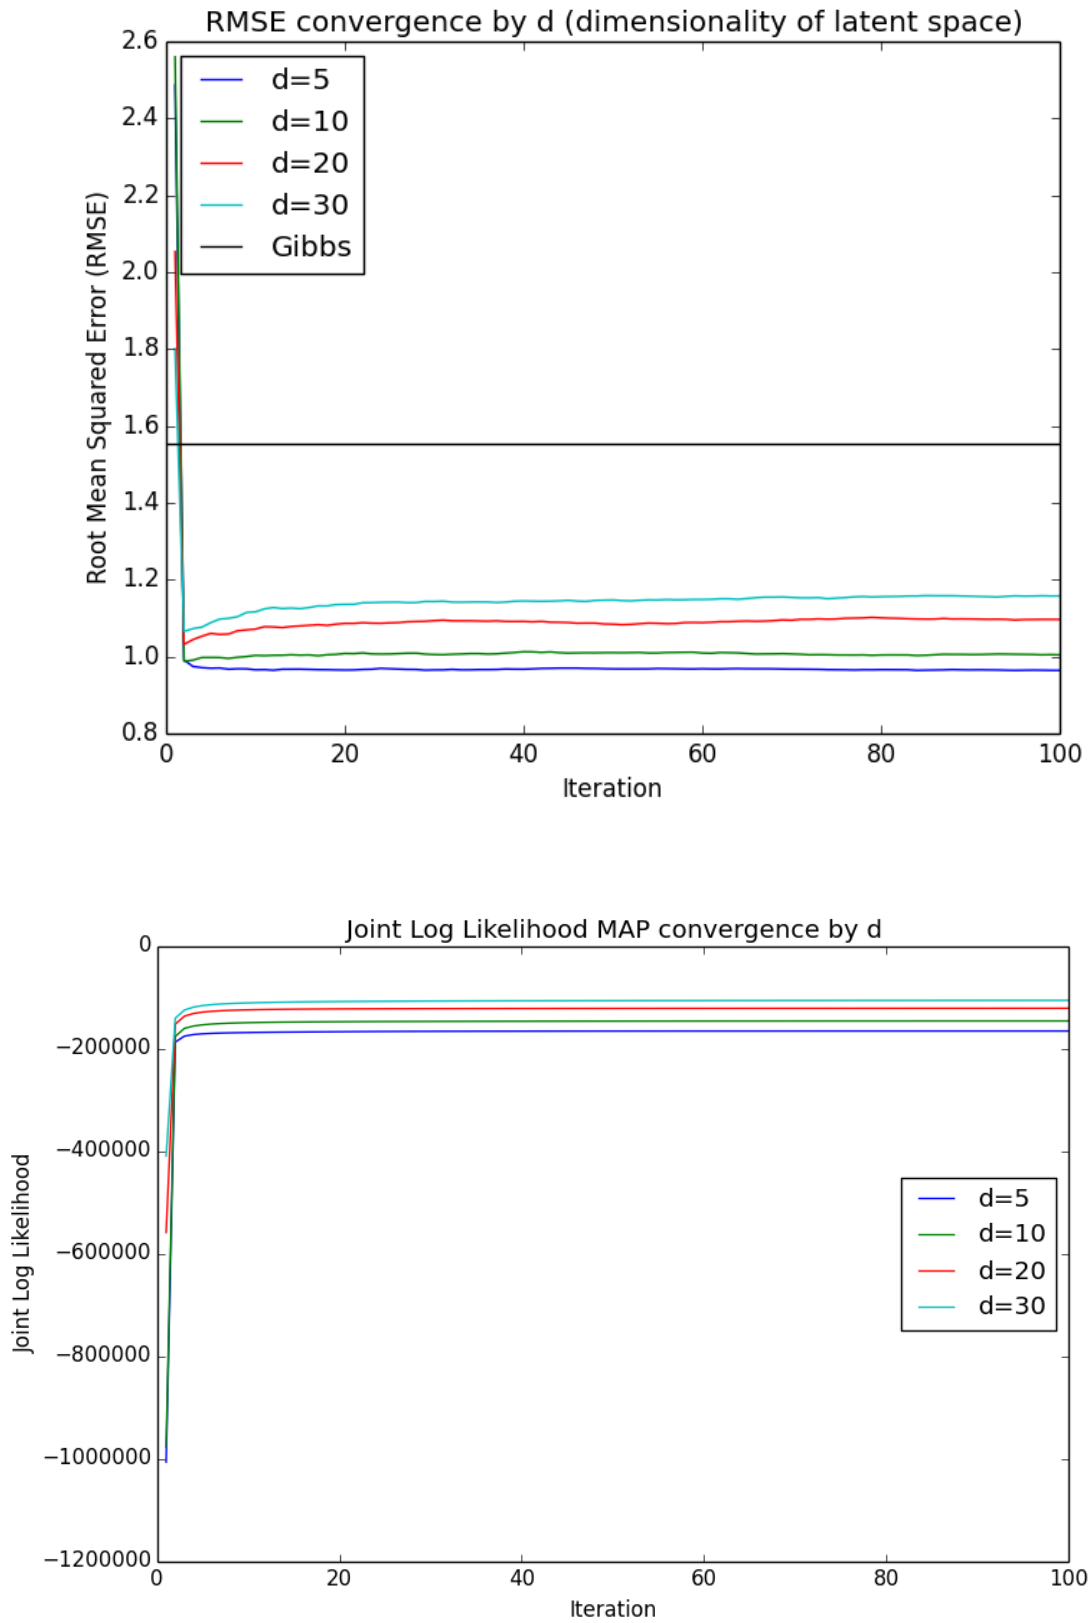 RMSE convergence by d (dimensionality of latent space)
2.6
2.4
2.2
2.0
1.8
1.6
1.4
1.2
1.0
0.8
Root Mean Squared Error (RMSE)
d=5
d=10
d=20
d=30
Gibbs
0 20 40 60 80 100
Iteration
Joint Log Likelihood MAP convergence by d
0
−200000
−400000
−600000
−800000
−1000000
−1200000
Joint Log Likelihood
d=5
d=10
d=20
d=30
0 20 40 60 80 100
Iteration